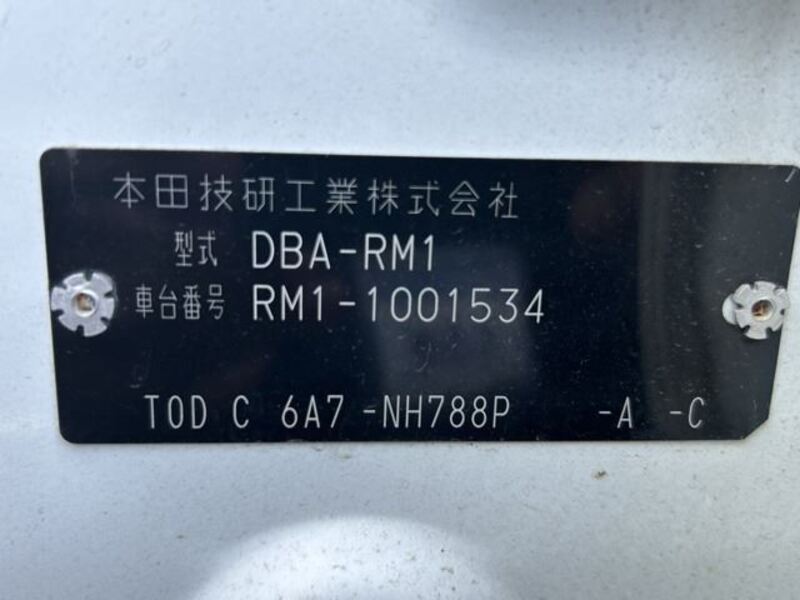 本田技研工業株式会社
型式 DBA-RM1
車台番号 RM1-1001534
TOD C 6A7 -NH788P -A -C